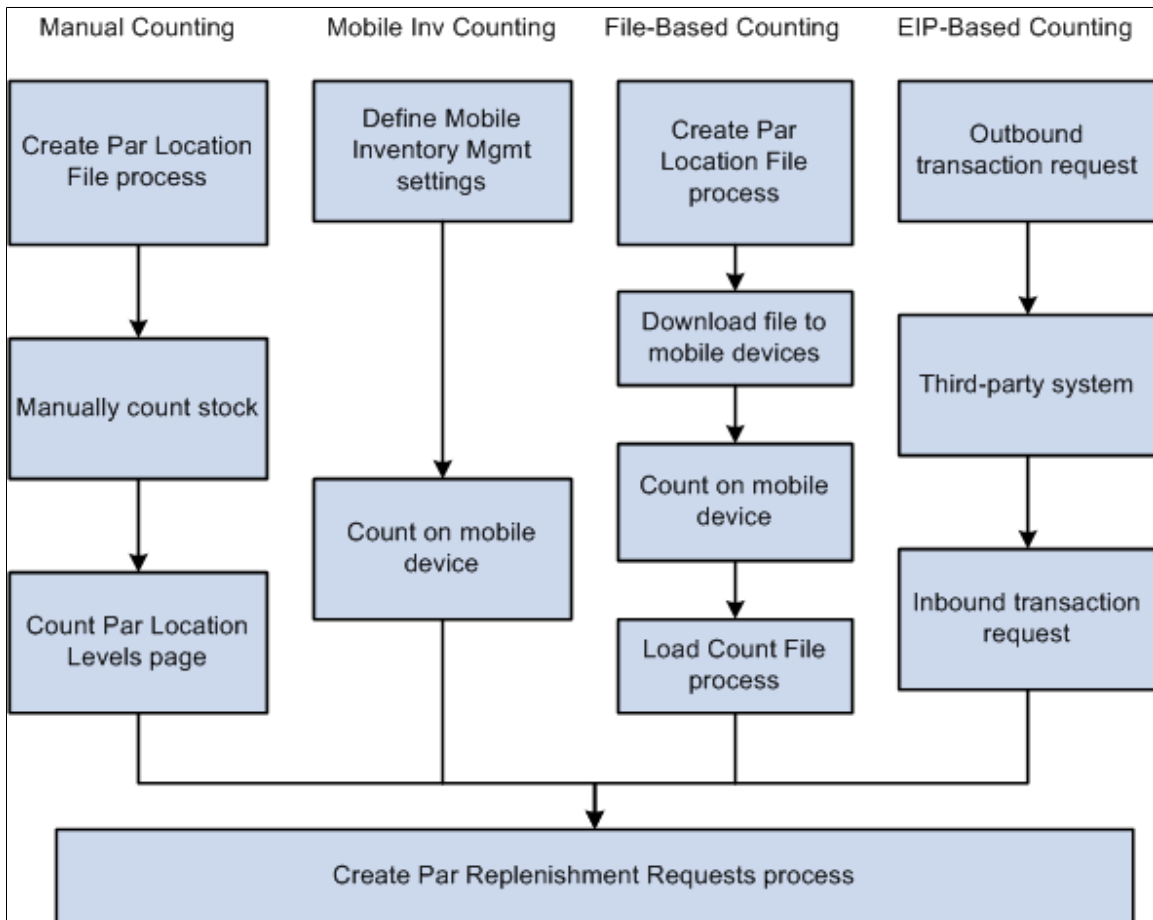 Manual Counting
Mobile Inv Counting
File-Based Counting
EIP-Based Counting
Create Par Location
File process
Define Mobile
Inventory Mgmt
settings
Create Par
Location File
process
Outbound
transaction request
Download file to
mobile devices
Manually count stock
Third-party system
Count on mobile
device
Count on mobile
device
Count Par Location
Levels page
Load Count File
process
Inbound transaction
request
Create Par Replenishment Requests process